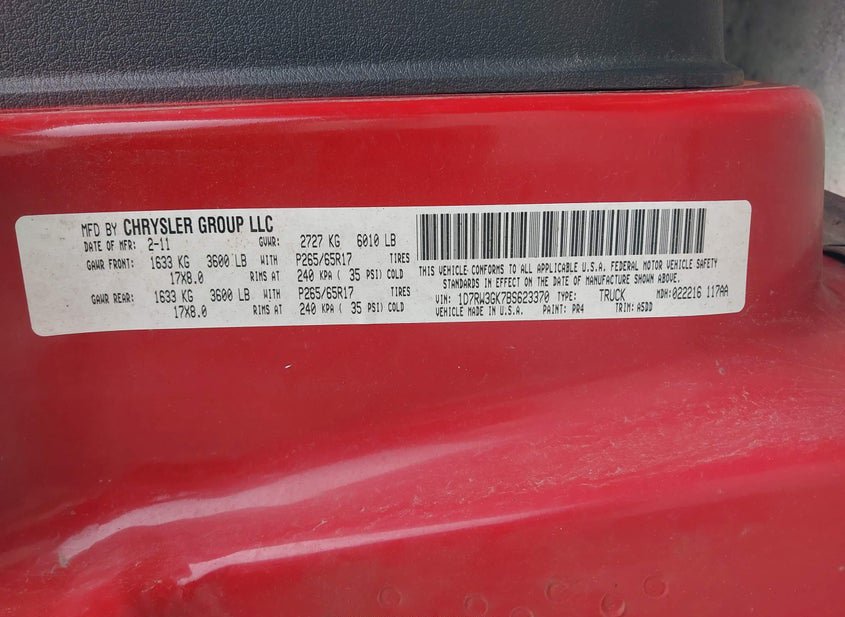 MFD BY CHRYSLER GROUP LLC
DATE OF MFR: 2-11 GVWR: 2727 KG 6010 LB
GAWR FRONT: 1633 KG 3600 LB WITH P265/65R17 TIRES
17X8.0 RIMS AT 240 KPA ( 35 PSI) COLD
GAWR REAR: 1633 KG 3600 LB WITH P265/65R17 TIRES
17X8.0 RIMS AT 240 KPA ( 35 PSI) COLD
THIS VEHICLE CONFORMS TO ALL APPLICABLE U.S.A. FEDERAL MOTOR VEHICLE SAFETY
STANDARDS IN EFFECT ON THE DATE OF MANUFACTURE SHOWN ABOVE.
VIN: 1D7RW3GK7BS623370 TYPE: TRUCK MDH: 022216 117AA
VEHICLE MADE IN U.S.A. PAINT: PR4 TRIM: A5DD